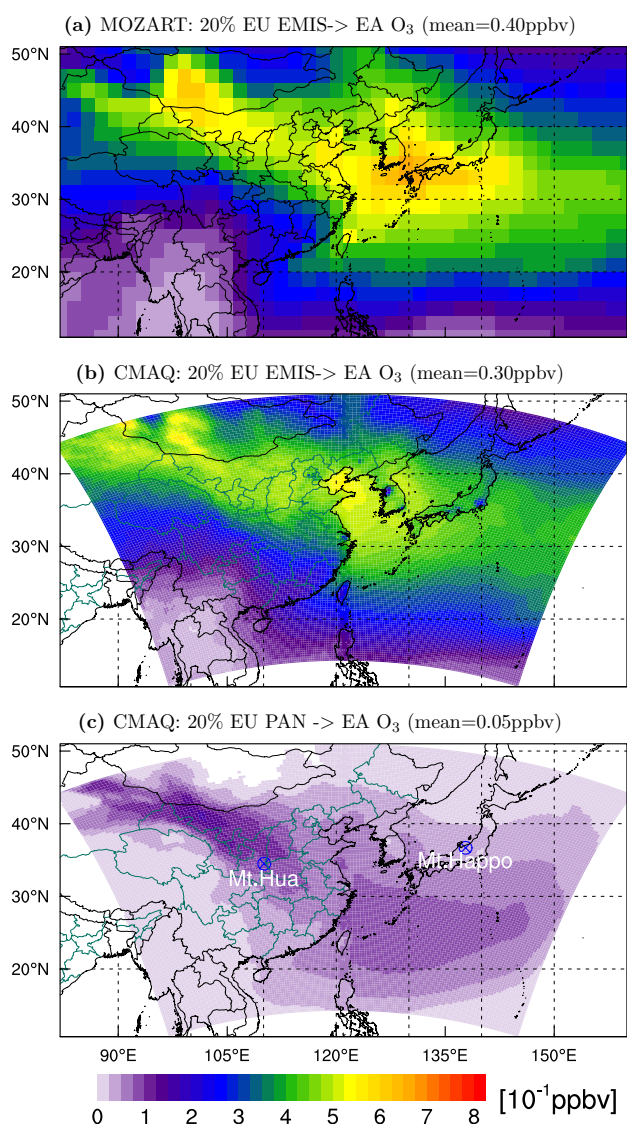 (a) MOZART: 20% EU EMIS-> EA O₃ (mean=0.40ppbv)
50°N
40°N
30°N
20°N
(b) CMAQ: 20% EU EMIS-> EA O₃ (mean=0.30ppbv)
50°N
40°N
30°N
20°N
(c) CMAQ: 20% EU PAN -> EA O₃ (mean=0.05ppbv)
50°N
40°N
Mt.Happo
Mt.Hua
30°N
20°N
90°E 105°E 120°E 135°E 150°E
[10⁻¹ppbv]
0 1 2 3 4 5 6 7 8